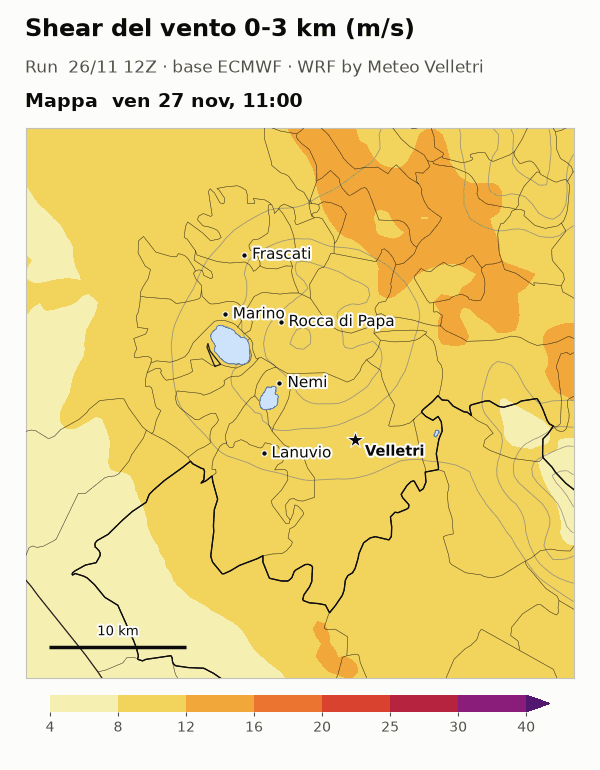 Shear del vento 0-3 km (m/s)
Run 26/11 12Z · base ECMWF · WRF by Meteo Velletri
Mappa ven 27 nov, 11:00
Frascati
Marino
Rocca di Papa
Nemi
Velletri
Lanuvio
10 km
4 8 12 16 20 25 30 40